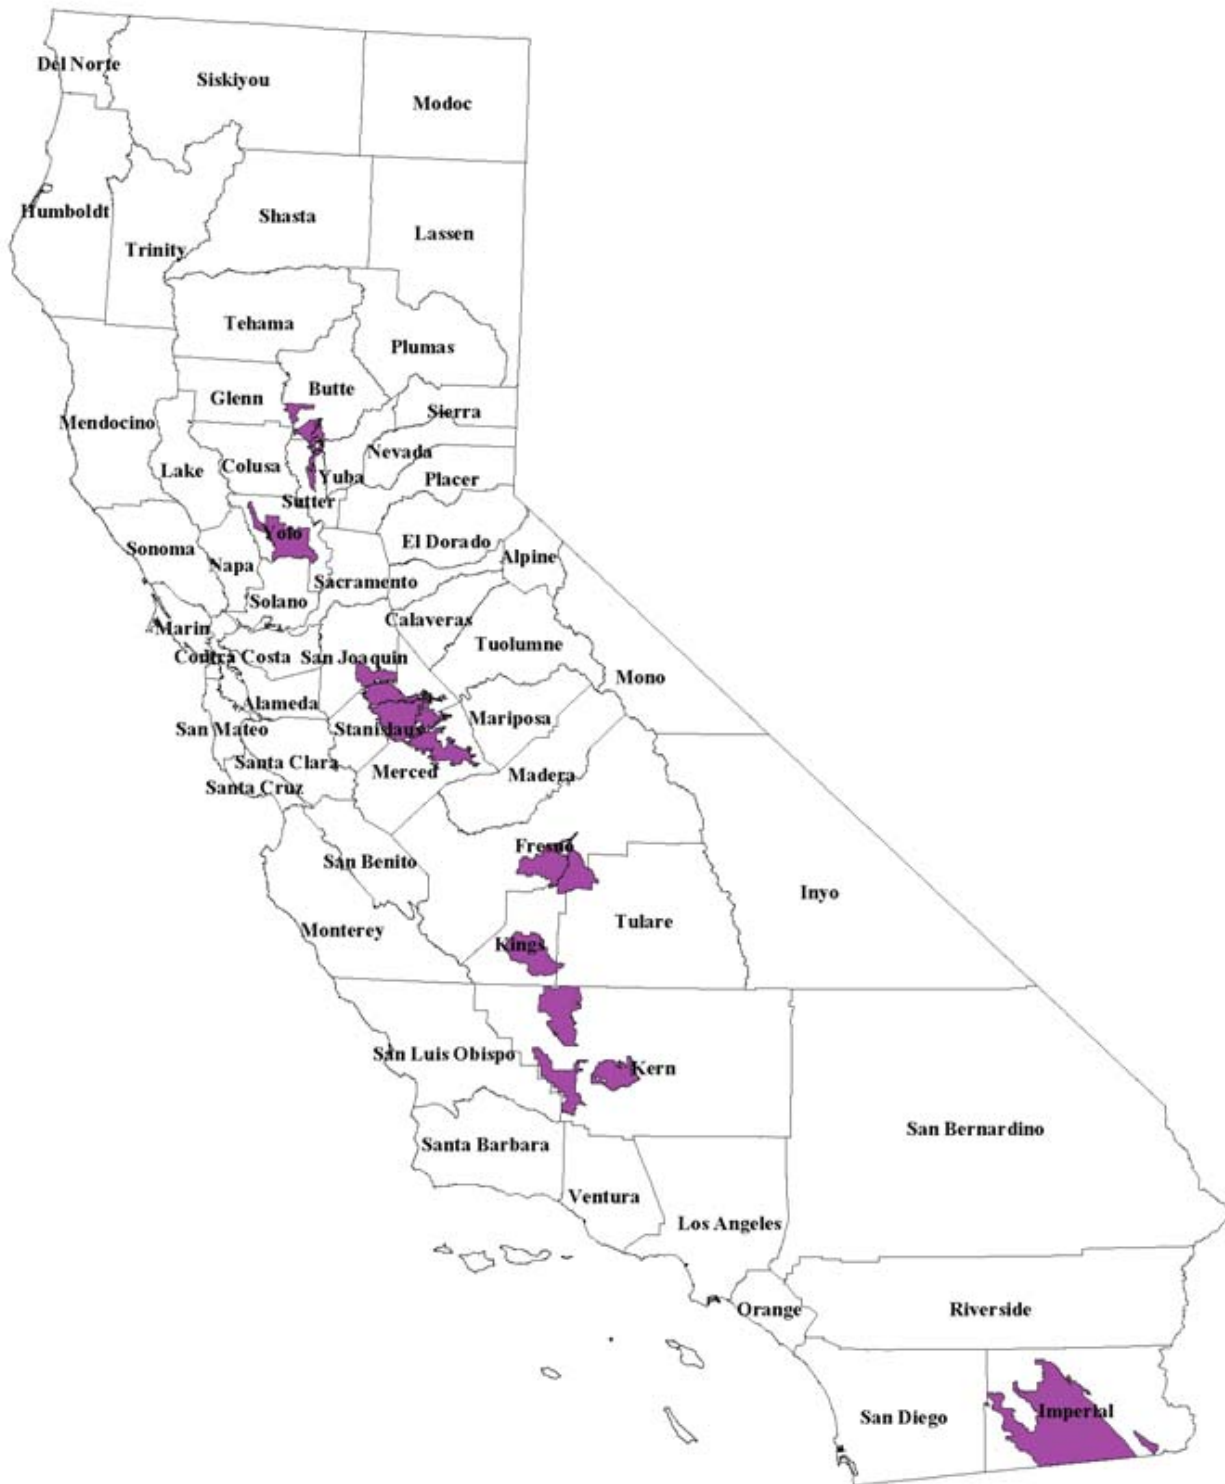 Del Norte
Siskiyou
Modoc
Humboldt
Trinity
Shasta
Lassen
Tehama
Plumas
Glenn
Butte
Mendocino
Sierra
Lake
Colusa
Yuba
Nevada
Placer
Sutter
Yolo
Sonoma
Napa
El Dorado
Alpine
Sacramento
Solano
Marin
Calaveras
Tuolumne
Contra Costa
San Joaquin
Mono
Alameda
San Mateo
Stanislaus
Mariposa
Santa Clara
Merced
Madera
Santa Cruz
San Benito
Fresno
Inyo
Monterey
Kings
Tulare
San Luis Obispo
Kern
San Bernardino
Santa Barbara
Ventura
Los Angeles
Orange
Riverside
San Diego
Imperial